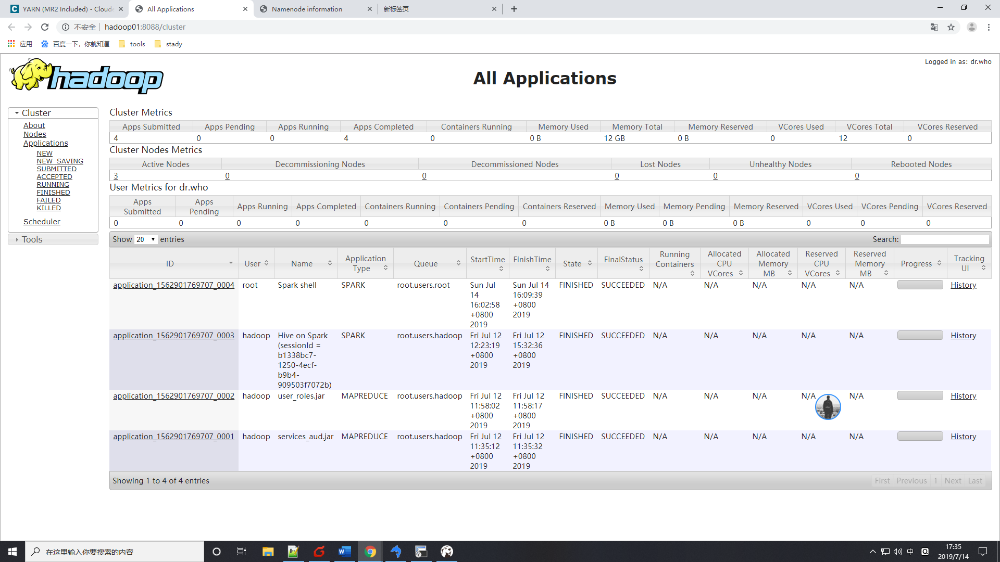 YARN (MR2 Included) - Cloude
All Applications
Namenode information
新标签页
不安全 | hadoop01:8088/cluster
应用
百度一下，你就知道
tools
stady
hadoop
All Applications
Logged in as: dr.who
Cluster
About
Nodes
Applications
NEW
NEW_SAVING
SUBMITTED
ACCEPTED
RUNNING
FINISHED
FAILED
KILLED
Scheduler
Tools
Cluster Metrics
Apps Submitted Apps Pending Apps Running Apps Completed Containers Running Memory Used Memory Total Memory Reserved VCores Used VCores Total VCores Reserved
4 0 0 4 0 0 B 12 GB 0 B 0 12 0
Cluster Nodes Metrics
Active Nodes Decommissioning Nodes Decommissioned Nodes Lost Nodes Unhealthy Nodes Rebooted Nodes
3 0 0 0 0 0
User Metrics for dr.who
Apps Submitted Apps Pending Apps Running Apps Completed Containers Running Containers Pending Containers Reserved Memory Used Memory Pending Memory Reserved VCores Used VCores Pending VCores Reserved
0 0 0 0 0 0 0 0 B 0 B 0 B 0 0 0
Show 20 entries Search:
ID User Name Application Type Queue StartTime FinishTime State FinalStatus Running Containers Allocated CPU VCores Allocated Memory MB Reserved CPU VCores Reserved Memory MB Progress Tracking UI
application_1562901769707_0004 root Spark shell SPARK root.users.root Sun Jul 14 16:02:58 +0800 2019 Sun Jul 14 16:09:39 +0800 2019 FINISHED SUCCEEDED N/A N/A N/A N/A N/A History
application_1562901769707_0003 hadoop Hive on Spark (sessionId = b1338bc7-1250-4ecf-b9b4-909503f7072b) SPARK root.users.hadoop Fri Jul 12 12:23:19 +0800 2019 Fri Jul 12 15:32:36 +0800 2019 FINISHED SUCCEEDED N/A N/A N/A N/A N/A History
application_1562901769707_0002 hadoop user_roles.jar MAPREDUCE root.users.hadoop Fri Jul 12 11:58:02 +0800 2019 Fri Jul 12 11:58:17 +0800 2019 FINISHED SUCCEEDED N/A N/A N/A N/A N/A History
application_1562901769707_0001 hadoop services_aud.jar MAPREDUCE root.users.hadoop Fri Jul 12 11:35:12 +0800 2019 Fri Jul 12 11:35:32 +0800 2019 FINISHED SUCCEEDED N/A N/A N/A N/A N/A History
Showing 1 to 4 of 4 entries First Previous 1 Next Last
在这里输入你要搜索的内容
中
17:35
2019/7/14